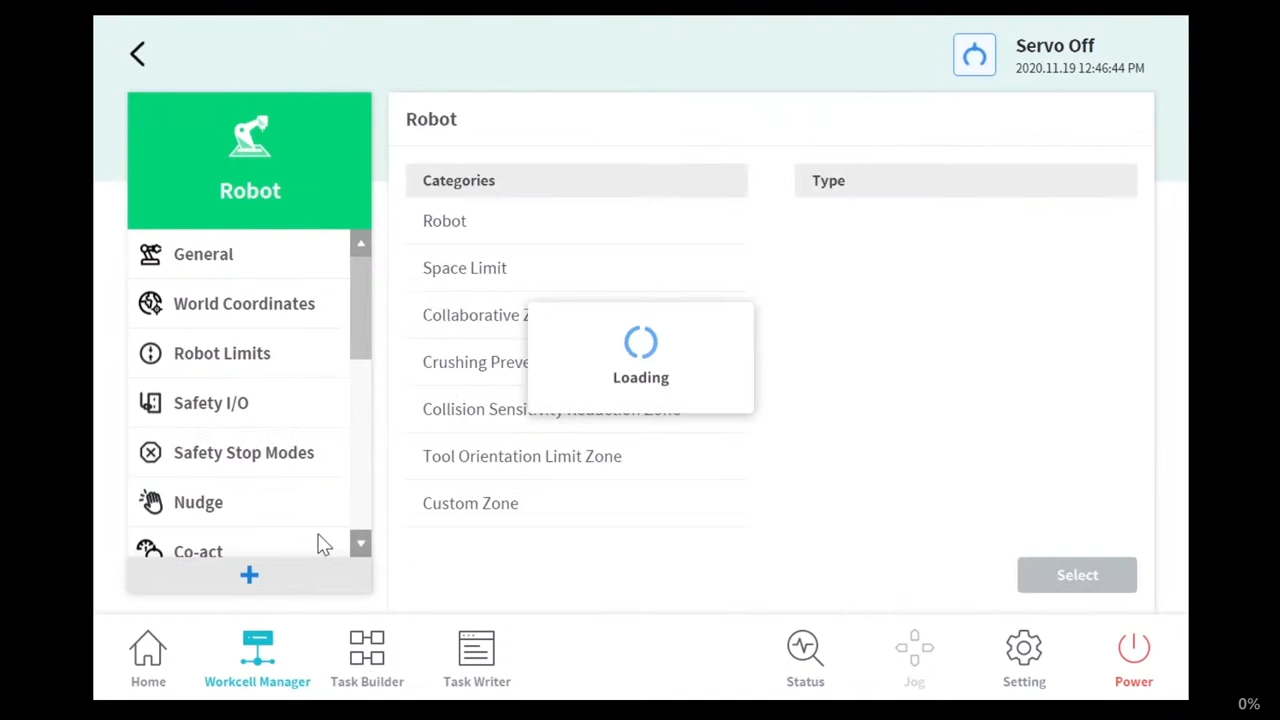 Servo Off
2020.11.19 12:46:44 PM
Robot
General
World Coordinates
Robot Limits
Safety I/O
Safety Stop Modes
Nudge
Co-act
Robot
Categories
Type
Robot
Space Limit
Collaborative
Crushing
Collision
Zone
Tool Orientation Limit Zone
Custom Zone
Loading
Select
Home
Workcell Manager
Task Builder
Task Writer
Status
Jog
Setting
Power
0%